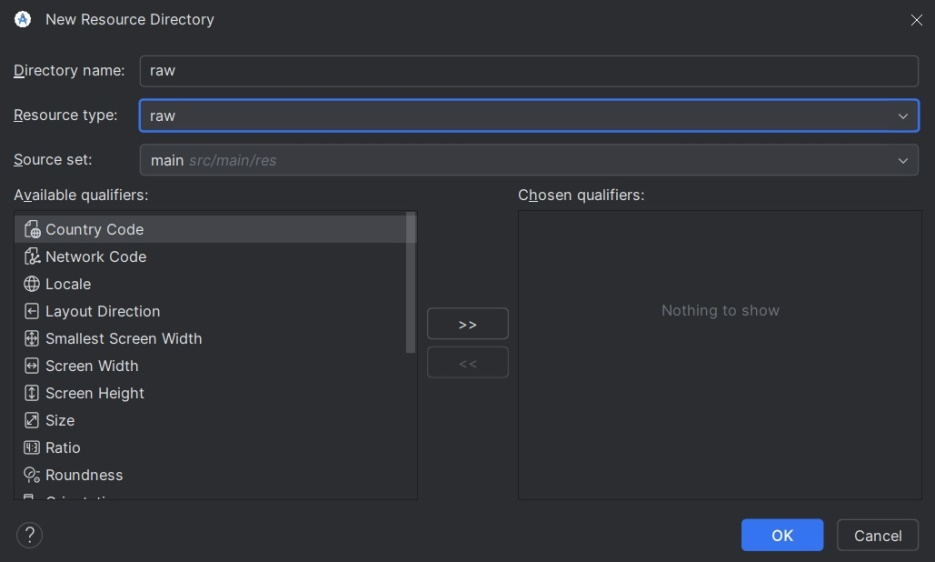 New Resource Directory
Directory name: raw
Resource type: raw
Source set: main src/main/res
Available qualifiers:
Country Code
Network Code
Locale
Layout Direction
Smallest Screen Width
Screen Width
Screen Height
Size
Ratio
Roundness
>>
<<
Chosen qualifiers:
Nothing to show
?
OK
Cancel